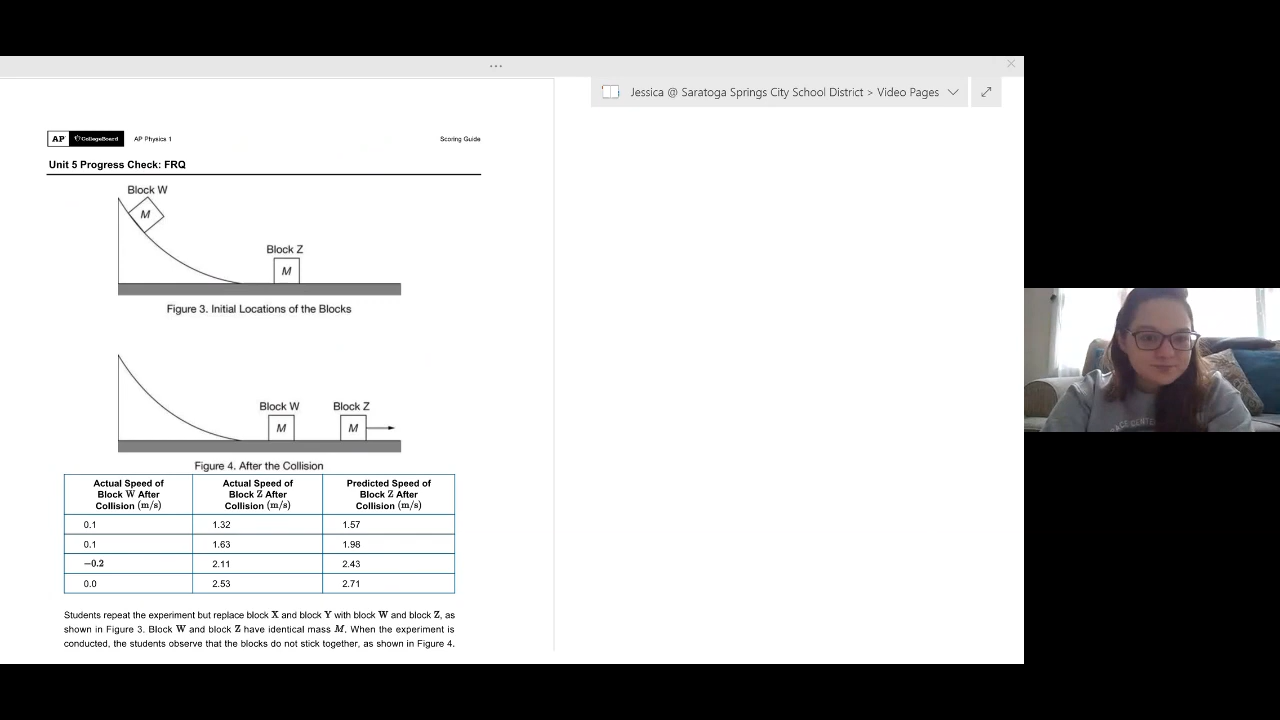 ...
Jessica @ Saratoga Springs City School District > Video Pages
AP CollegeBoard AP Physics 1 Scoring Guide
Unit 5 Progress Check: FRQ
Block W
M
Block Z
M
Figure 3. Initial Locations of the Blocks
Block W Block Z
M M
Figure 4. After the Collision
Actual Speed of Block W After Collision (m/s) Actual Speed of Block Z After Collision (m/s) Predicted Speed of Block Z After Collision (m/s)
0.1 1.32 1.57
0.1 1.63 1.98
−0.2 2.11 2.43
0.0 2.53 2.71
Students repeat the experiment but replace block X and block Y with block W and block Z, as
shown in Figure 3. Block W and block Z have identical mass M. When the experiment is
conducted, the students observe that the blocks do not stick together, as shown in Figure 4.